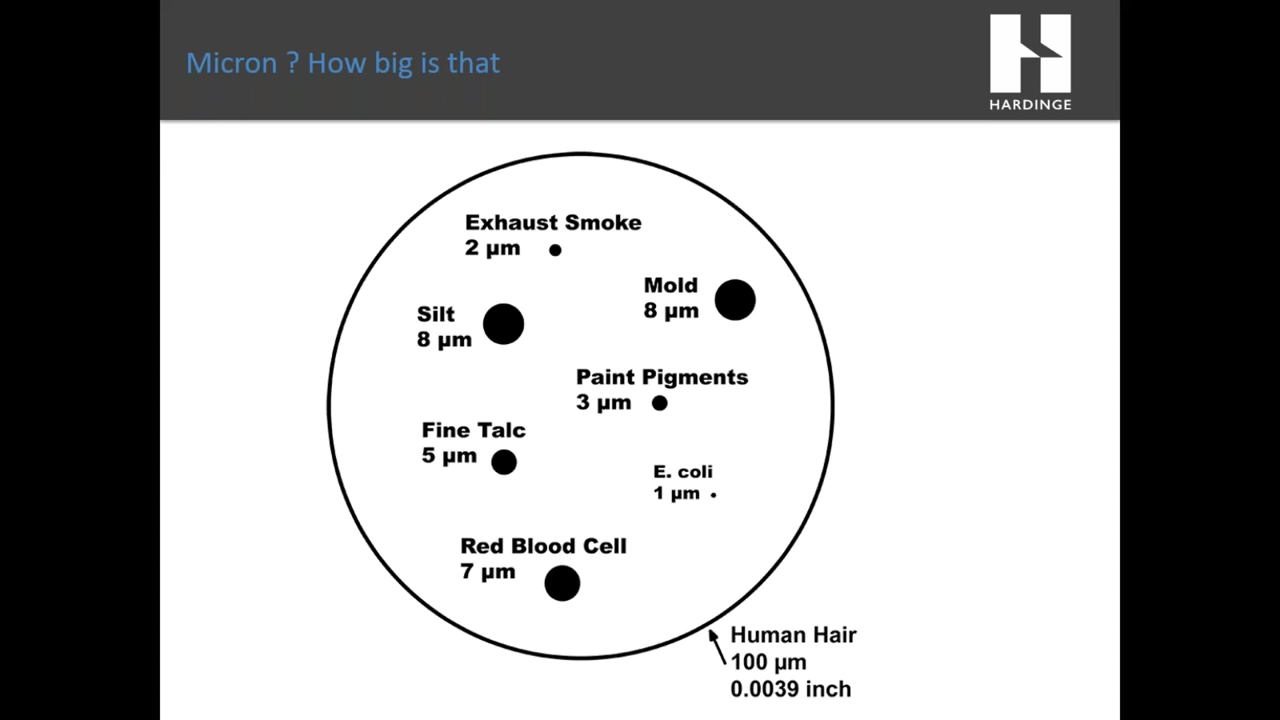 Micron ? How big is that
HARDINGE
Exhaust Smoke
2 µm
Mold
8 µm
Silt
8 µm
Paint Pigments
3 µm
Fine Talc
5 µm
E. coli
1 µm
Red Blood Cell
7 µm
Human Hair
100 µm
0.0039 inch